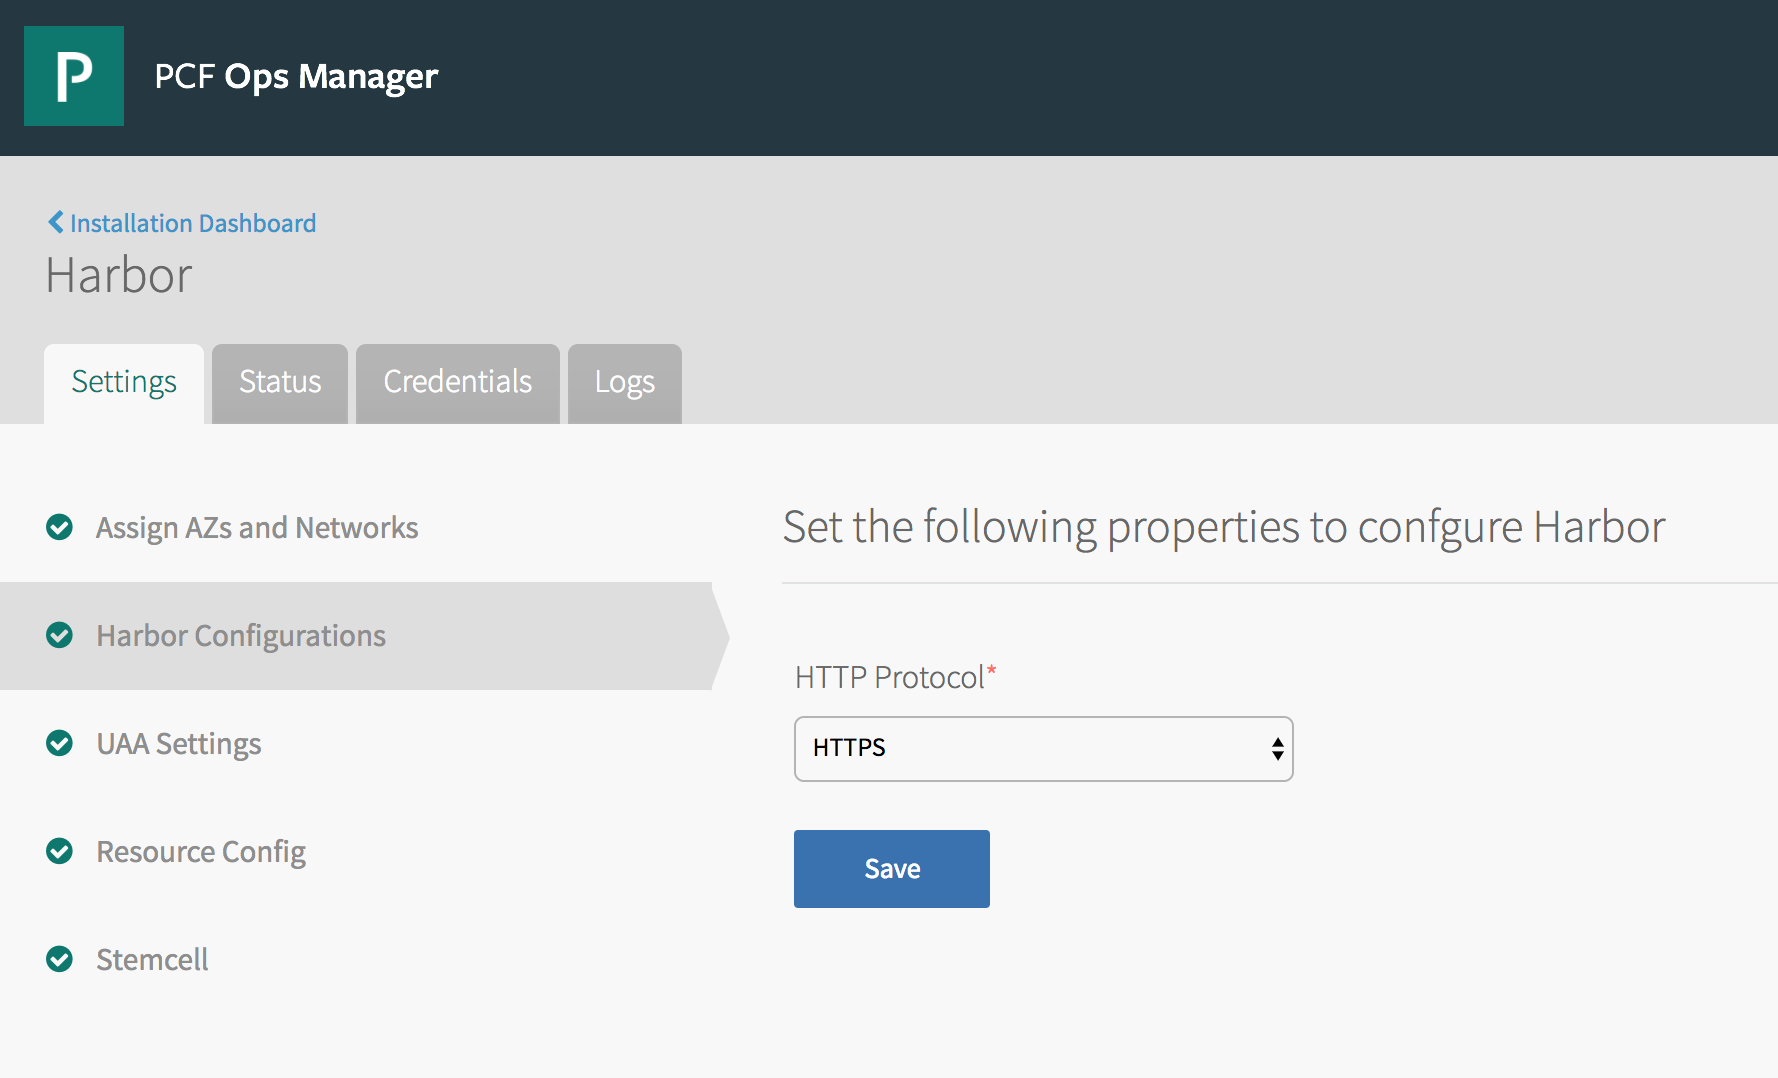 P
PCF Ops Manager
Installation Dashboard
Harbor
Settings
Status
Credentials
Logs
Assign AZs and Networks
Harbor Configurations
UAA Settings
Resource Config
Stemcell
Set the following properties to confgure Harbor
HTTP Protocol*
HTTPS
Save